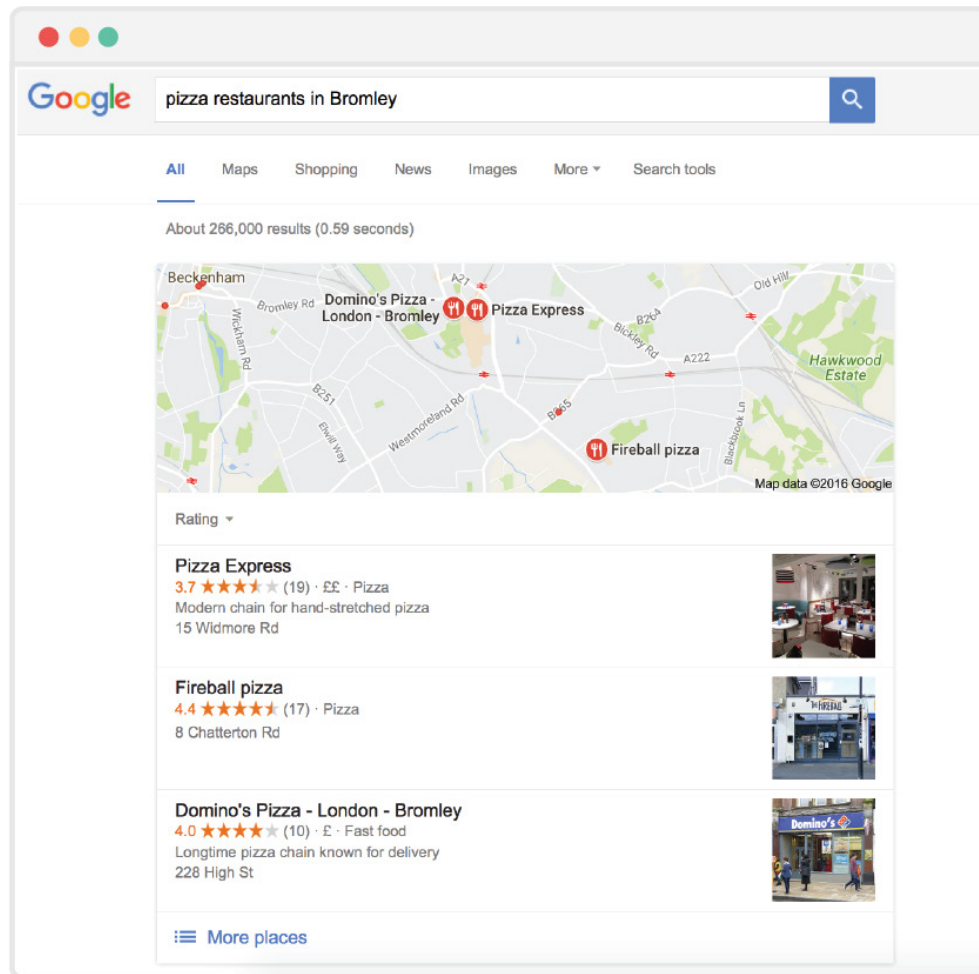 Google
pizza restaurants in Bromley
All Maps Shopping News Images More Search tools
About 266,000 results (0.59 seconds)
Beckenham
A21
Old Hill
Bromley Rd
Domino's Pizza -
London - Bromley
Pizza Express
Wickham Rd
B264
Bickley Rd
A222
Hawkwood
Estate
B251
Elwill Way
Westmoreland Rd
B265
Blackbrook Ln
Fireball pizza
Map data ©2016 Google
Rating
Pizza Express
3.7 (19) · ££ · Pizza
Modern chain for hand-stretched pizza
15 Widmore Rd
Fireball pizza
4.4 (17) · Pizza
8 Chatterton Rd
THE FIREBALL
Domino's Pizza - London - Bromley
4.0 (10) · £ · Fast food
Longtime pizza chain known for delivery
228 High St
Domino's
More places